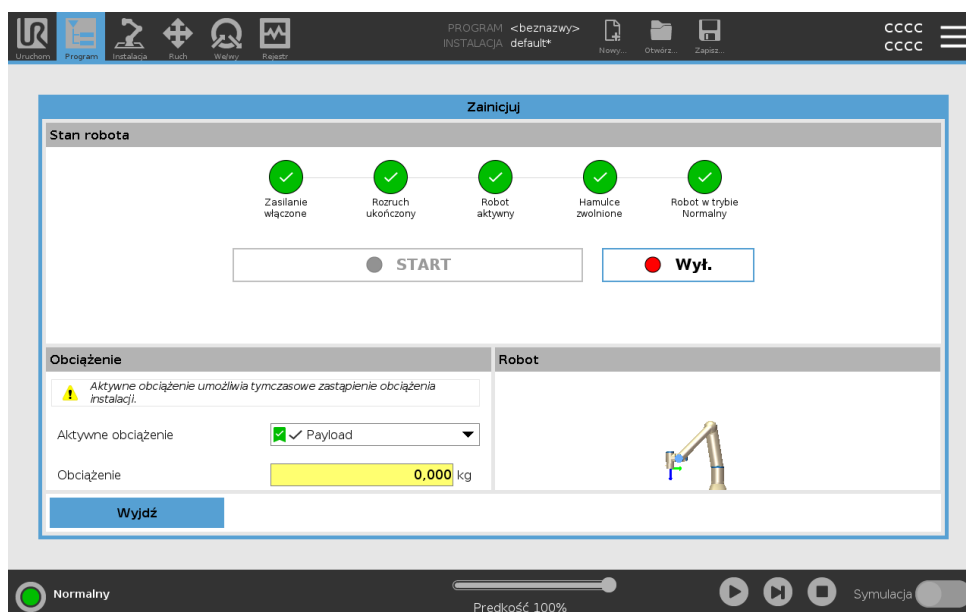 UR
PROGRAM <beznazwy>
INSTALACJA default*
cccc
cccc
Uruchom Program Instalacja Ruch We/wy Rejestr Nowy... Otwórz... Zapisz...
Zainicjuj
Stan robota
Zasilanie włączone
Rozruch ukończony
Robot aktywny
Hamulce zwolnione
Robot w trybie Normalny
START Wył.
Obciążenie Robot
Aktywne obciążenie umożliwia tymczasowe zastąpienie obciążenia
instalacji.
Aktywne obciążenie Payload
Obciążenie 0,000 kg
Wyjdź
Normalny Symulacja
Prędkość 100%